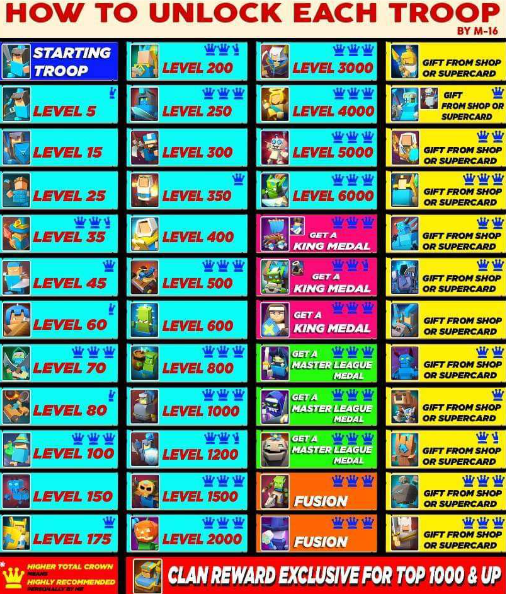 HOW TO UNLOCK EACH TROOP
BY M-16
STARTING
TROOP
LEVEL 5
LEVEL 15
LEVEL 25
LEVEL 35
LEVEL 45
LEVEL 60
LEVEL 70
LEVEL 80
LEVEL 100
LEVEL 150
LEVEL 175
LEVEL 200
LEVEL 250
LEVEL 300
LEVEL 350
LEVEL 400
LEVEL 500
LEVEL 600
LEVEL 800
LEVEL 1000
LEVEL 1200
LEVEL 1500
LEVEL 2000
LEVEL 3000
LEVEL 4000
LEVEL 5000
LEVEL 6000
GET A
KING MEDAL
GET A
KING MEDAL
GET A
KING MEDAL
GET A
MASTER LEAGUE
MEDAL
GET A
MASTER LEAGUE
MEDAL
GET A
MASTER LEAGUE
MEDAL
FUSION
FUSION
GIFT FROM SHOP
OR SUPERCARD
GIFT
FROM SHOP OR
SUPERCARD
GIFT FROM SHOP
OR SUPERCARD
GIFT FROM SHOP
OR SUPERCARD
GIFT FROM SHOP
OR SUPERCARD
GIFT FROM SHOP
OR SUPERCARD
GIFT FROM SHOP
OR SUPERCARD
GIFT FROM SHOP
OR SUPERCARD
GIFT FROM SHOP
OR SUPERCARD
GIFT FROM SHOP
OR SUPERCARD
GIFT FROM SHOP
OR SUPERCARD
GIFT FROM SHOP
OR SUPERCARD
* HIGHER TOTAL CROWN
MEANS
HIGHLY RECOMMENDED
PERSONALLY BY ME
CLAN REWARD EXCLUSIVE FOR TOP 1000 & UP